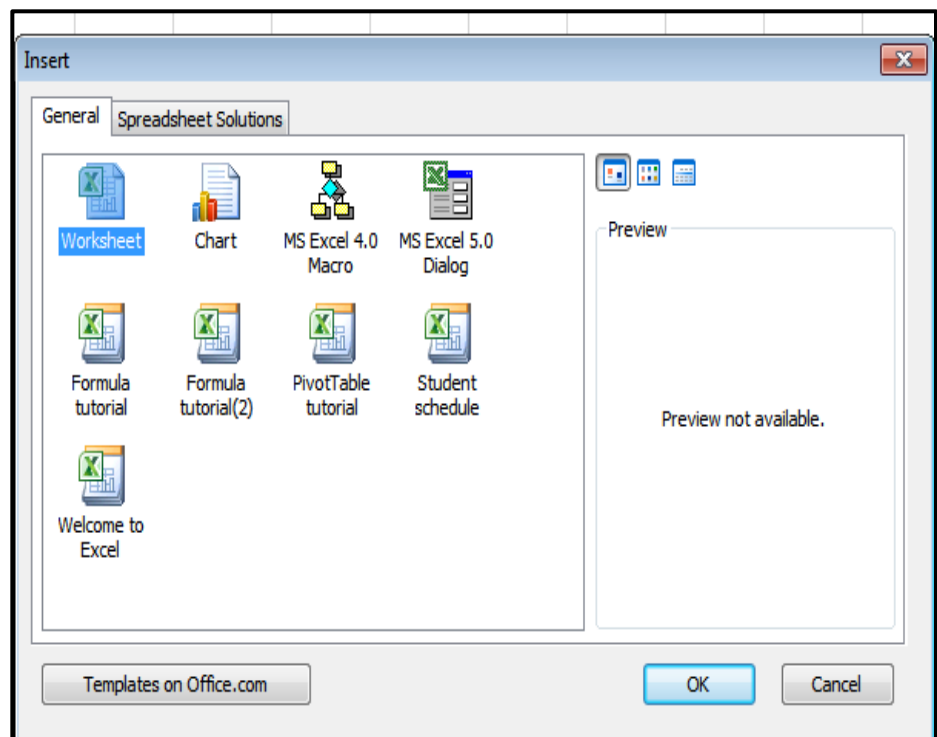 Insert
General
Spreadsheet Solutions
Worksheet
Chart
MS Excel 4.0
Macro
MS Excel 5.0
Dialog
Formula
tutorial
Formula
tutorial(2)
PivotTable
tutorial
Student
schedule
Welcome to
Excel
Preview
Preview not available.
Templates on Office.com
OK
Cancel